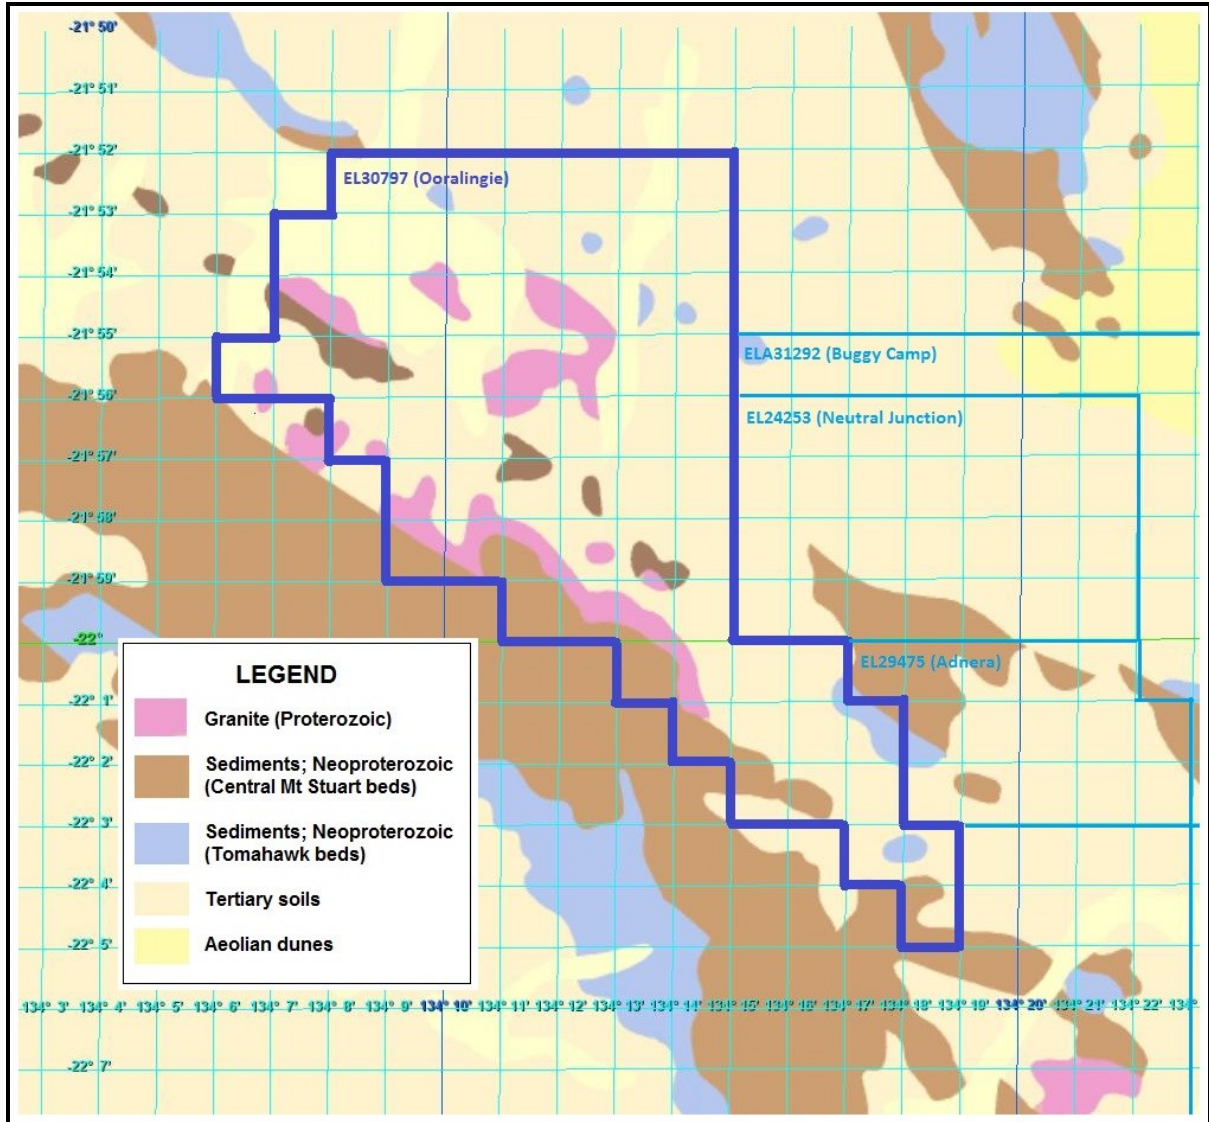 -21° 50'
-21° 51'
-21° 52'
EL30797 (Ooralingie)
-21° 53'
-21° 54'
-21° 55'
ELA31292 (Buggy Camp)
-21° 56'
EL24253 (Neutral Junction)
-21° 57'
-21° 58'
-21° 59'
-22°
EL29475 (Adnera)
-22° 1'
-22° 2'
-22° 3'
-22° 4'
-22° 5'
LEGEND
Granite (Proterozoic)
Sediments; Neoproterozoic
(Central Mt Stuart beds)
Sediments; Neoproterozoic
(Tomahawk beds)
Tertiary soils
Aeolian dunes
134° 3' 134° 4' 134° 5' 134° 6' 134° 7' 134° 8' 134° 9' 134° 10' 134° 11' 134° 12' 134° 13' 134° 14' 134° 15' 134° 16' 134° 17' 134° 18' 134° 19' 134° 20' 134° 21' 134° 22' 134°
-22° 7'